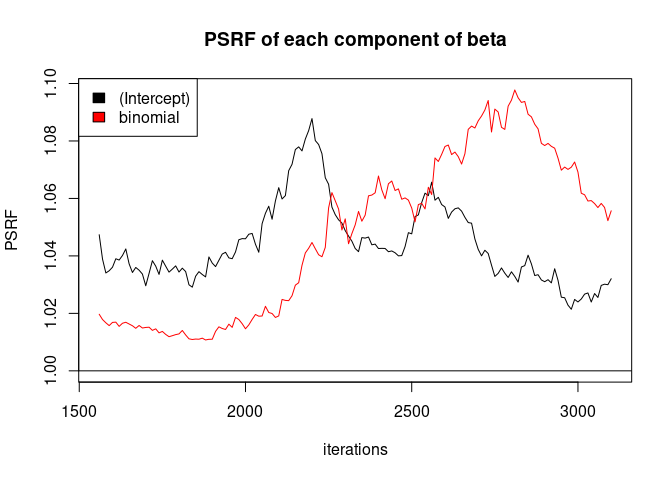 PSRF of each component of beta
(Intercept)
binomial
PSRF
1.10
1.08
1.06
1.04
1.02
1.00
1500
2000
2500
3000
iterations